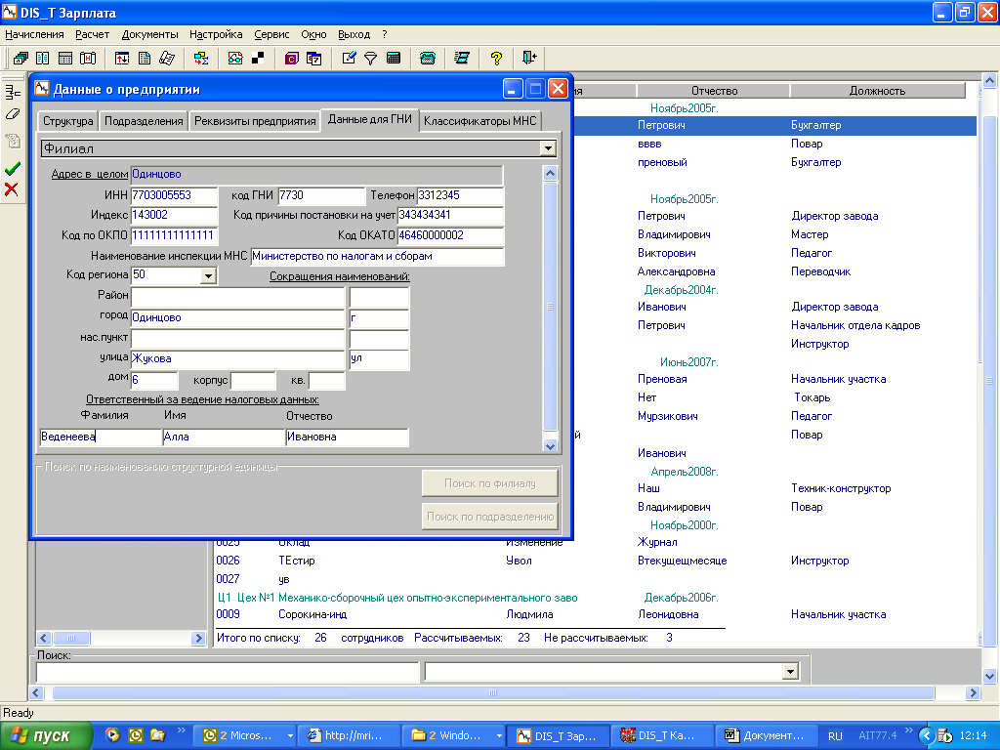 DIS_T Зарплата
Начисления Расчет Документы Настройка Сервис Окно Выход ?
Данные о предприятии
Структура Подразделения Реквизиты предприятия Данные для ГНИ Классификаторы МНС
Филиал
Адрес в целом Одинцово
ИНН 7703005553 код ГНИ 7730 Телефон 3312345
Индекс 143002 Код причины постановки на учет 343434341
Код по ОКПО 11111111111111 Код ОКАТО 46460000002
Наименование инспекции МНС Министерство по налогам и сборам
Код региона 50 Сокращения наименований:
Район
город Одинцово г
нас.пункт
улица Жукова ул
дом 6 корпус кв.
Ответственный за ведение налоговых данных:
Фамилия Имя Отчество
Веденеева Алла Ивановна
Поиск по наименованию структурной единицы
Поиск по филиалу
Поиск по подразделению
Отчество Должность
Ноябрь2005г.
Петрович Бухгалтер
вввв Повар
преновый Бухгалтер
Ноябрь2005г.
Петрович Директор завода
Владимирович Мастер
Викторович Педагог
Александровна Переводчик
Декабрь2004г.
Иванович Директор завода
Петрович Начальник отдела кадров
Инструктор
Июнь2007г.
Преновая Начальник участка
Нет Токарь
Мурзикович Педагог
й Повар
Иванович
Апрель2008г.
Наш Техник-конструктор
Владимирович Повар
Ноябрь2000г.
0025 Оклад Изменение Журнал
0026 ТЕстир Увол Втекущещмесяце Инструктор
0027 ув
Ц1 Цех №1 Механико-сборочный цех опытно-экспериментального заво Декабрь2006г.
0009 Сорокина-инд Людмила Леонидовна Начальник участка
Итого по списку: 26 сотрудников Рассчитываемых: 23 Не рассчитываемых: 3
Поиск:
Ready
пуск 2 Micros... http://mri... 2 Windo... DIS_T Зар... DIS_T Ка... Документ... RU AIT77.4 12:14